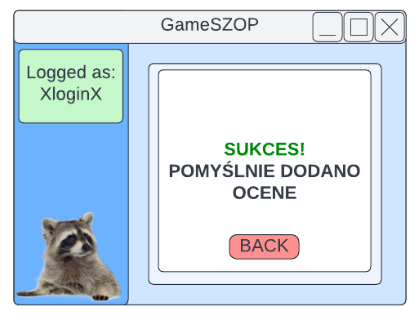 GameSZOP
Logged as:
XloginX
SUKCES!
POMYŚLNIE DODANO
OCENE
BACK